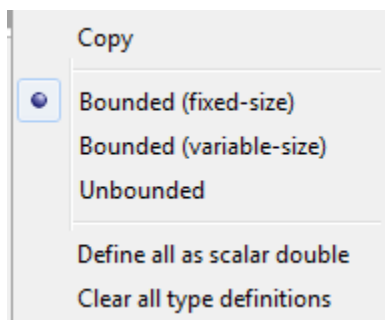 Copy
Bounded (fixed-size)
Bounded (variable-size)
Unbounded
Define all as scalar double
Clear all type definitions